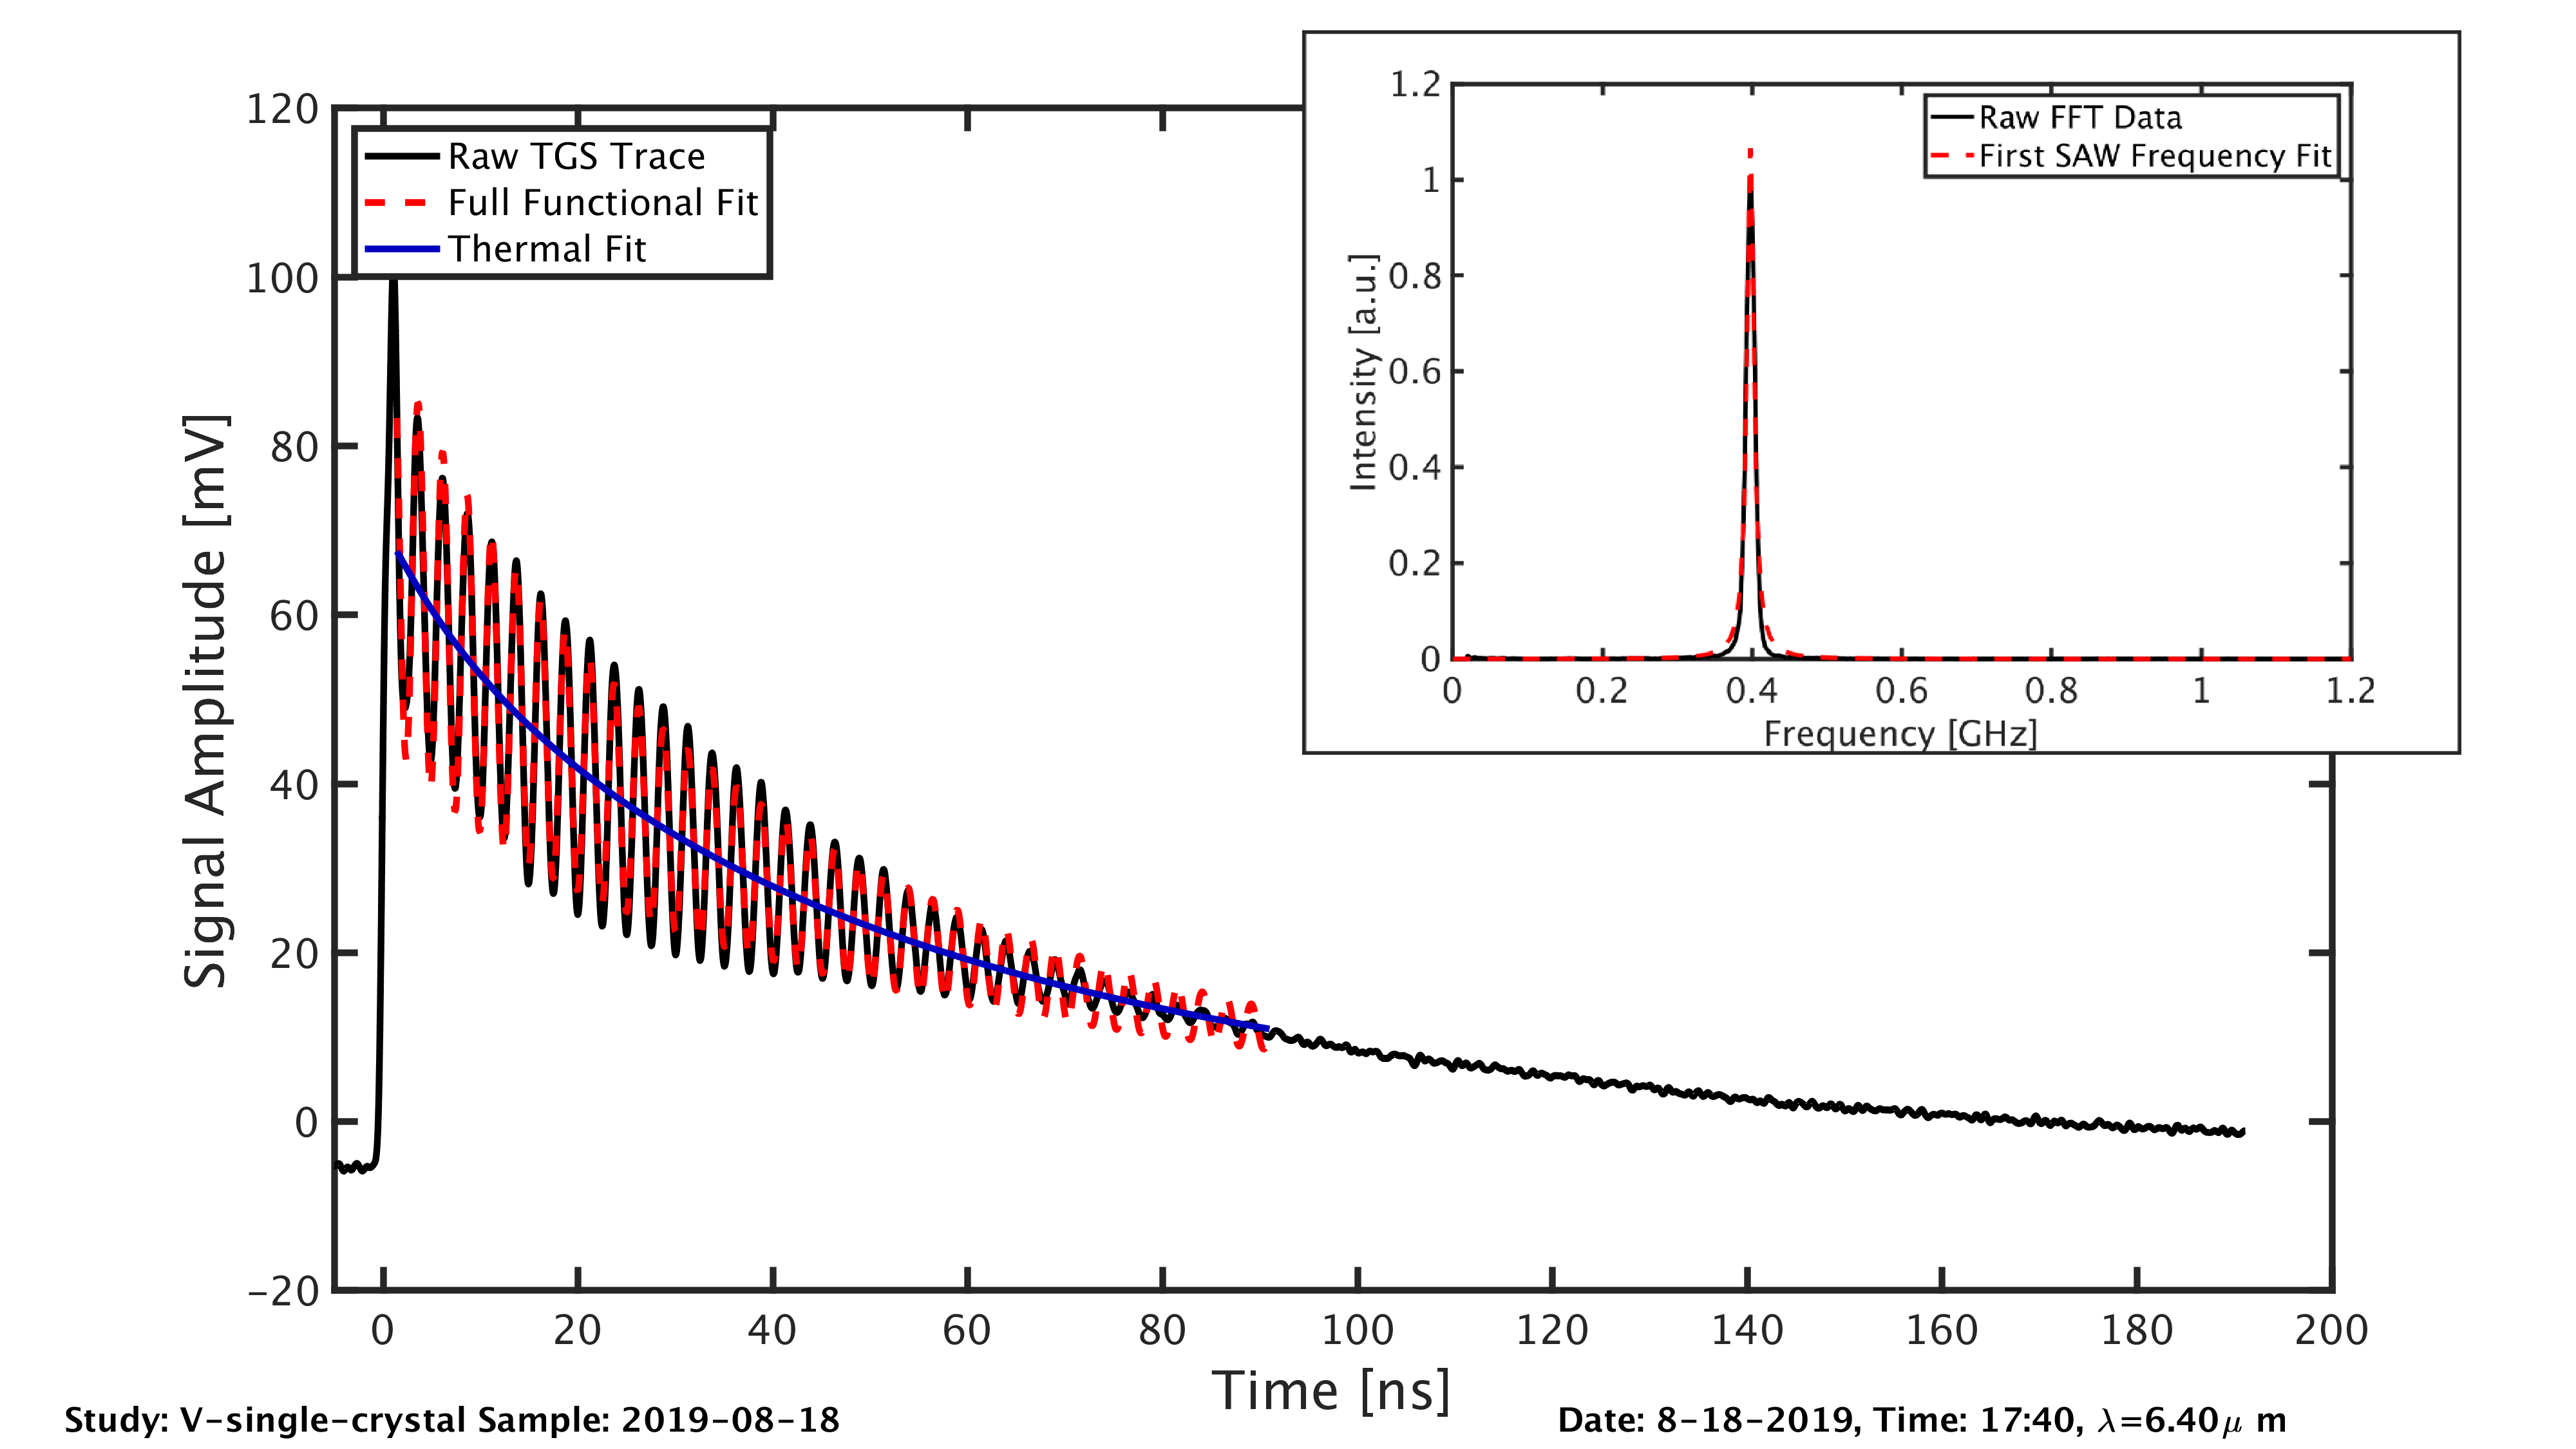 120
100
80
60
40
20
0
-20
Signal Amplitude [mV]
Raw TGS Trace
Full Functional Fit
Thermal Fit
0 20 40 60 80 100 120 140 160 180 200
Time [ns]
1.2
1
0.8
0.6
0.4
0.2
0
Intensity [a.u.]
Raw FFT Data
First SAW Frequency Fit
0 0.2 0.4 0.6 0.8 1 1.2
Frequency [GHz]
Study: V-single-crystal Sample: 2019-08-18
Date: 8-18-2019, Time: 17:40, λ=6.40μ m